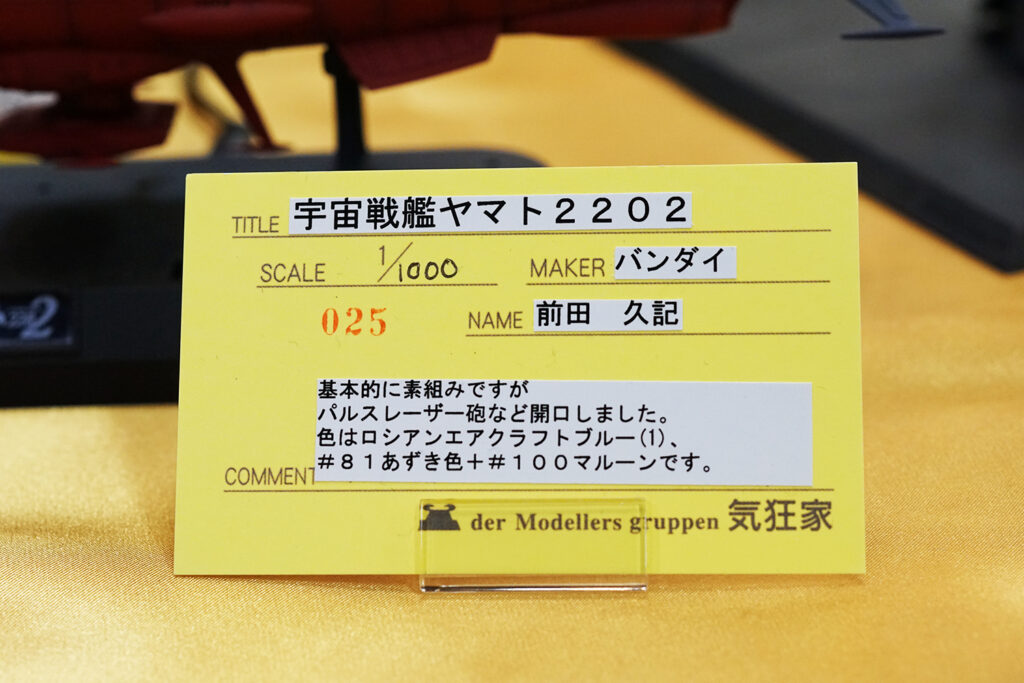 TITLE 宇宙戦艦ヤマト２２０２
SCALE 1/1000 MAKER バンダイ
025 NAME 前田　久記
基本的に素組みですが
パルスレーザー砲など開口しました。
色はロシアンエアクラフトブルー(1)、
COMMENT ＃８１あずき色＋＃１００マルーンです。
der Modellers gruppen 気狂家
2